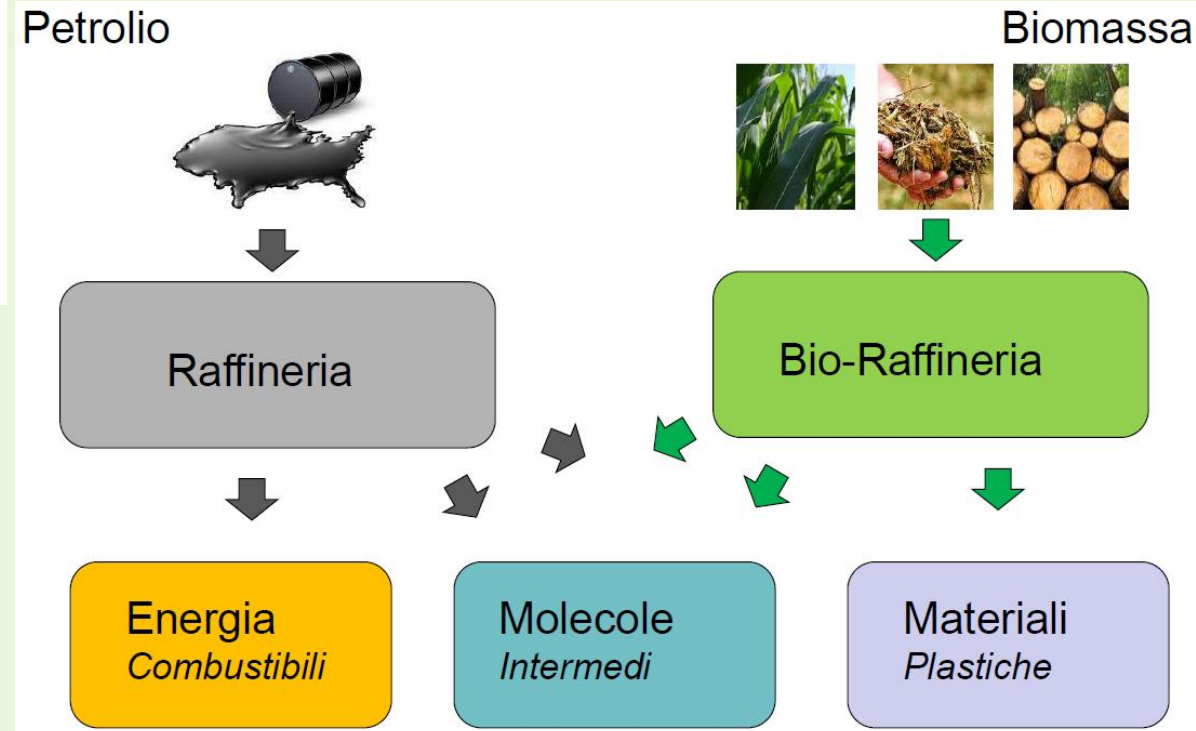 Petrolio
Biomassa
Raffineria
Bio-Raffineria
Energia
Combustibili
Molecole
Intermedi
Materiali
Plastiche